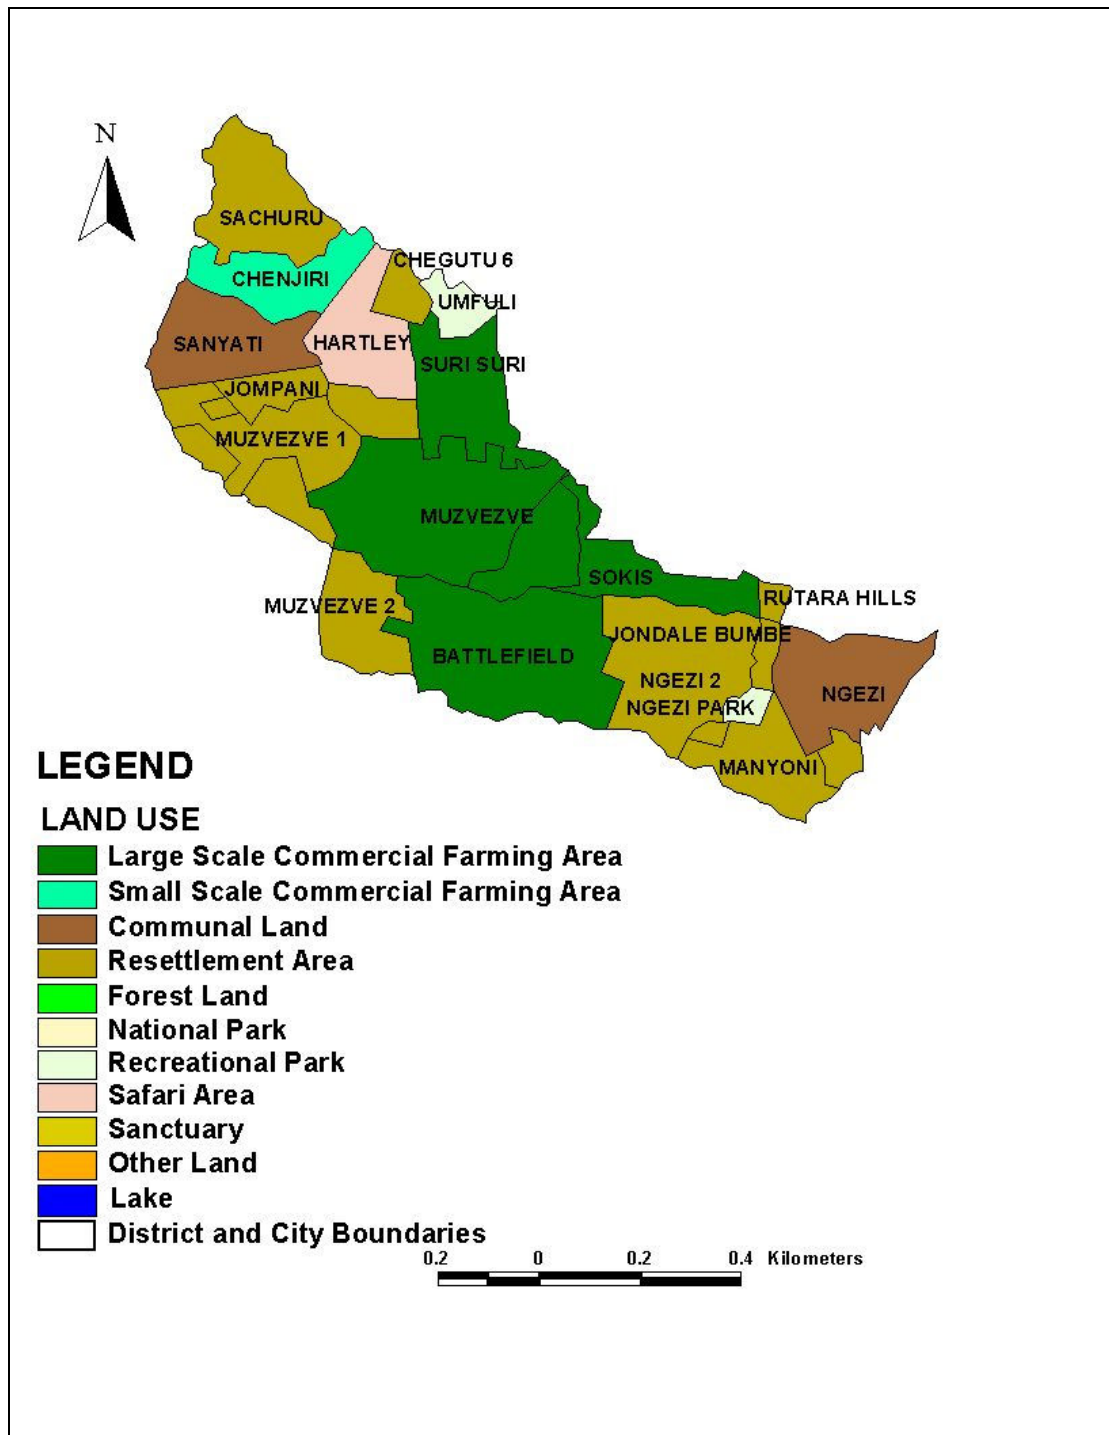 N
SACHURU
CHEGUTU 6
CHENJIRI
UMFULI
SANYATI
HARTLEY
SURI SURI
JOMPANI
MUZVEZVE 1
MUZVEZVE
SOKIS
RUTARA HILLS
MUZVEZVE 2
JONDALE BUMBE
BATTLEFIELD
NGEZI 2
NGEZI
NGEZI PARK
MANYONI
LEGEND
LAND USE
Large Scale Commercial Farming Area
Small Scale Commercial Farming Area
Communal Land
Resettlement Area
Forest Land
National Park
Recreational Park
Safari Area
Sanctuary
Other Land
Lake
District and City Boundaries
0.2 0 0.2 0.4 Kilometers